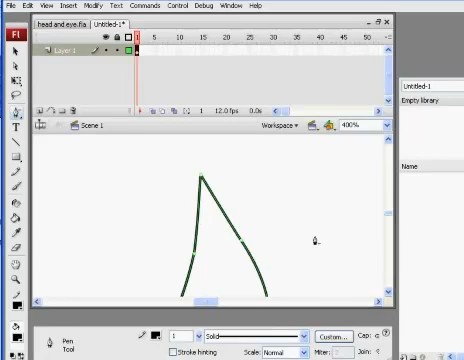 File Edit View Insert Modify Text Commands Control Debug Window Help
head and eye.fla Untitled-1*
Fl
1 5 10 15 20 25 30 35 40 45 50
Layer 1
1 12.0 fps 0.0s
Scene 1 Workspace 400%
Untitled-1
Empty library
Name
T
Pen
Tool
1 Solid Custom... Cap:
Stroke hinting Scale: Normal Miter: Join: